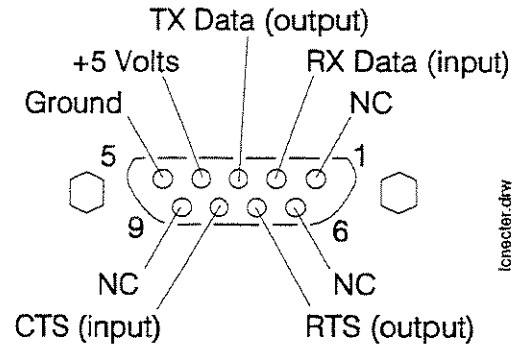 TX Data (output)
+5 Volts
RX Data (input)
Ground
NC
5
1
9
6
NC
NC
CTS (input)
RTS (output)
lcnecter.drw